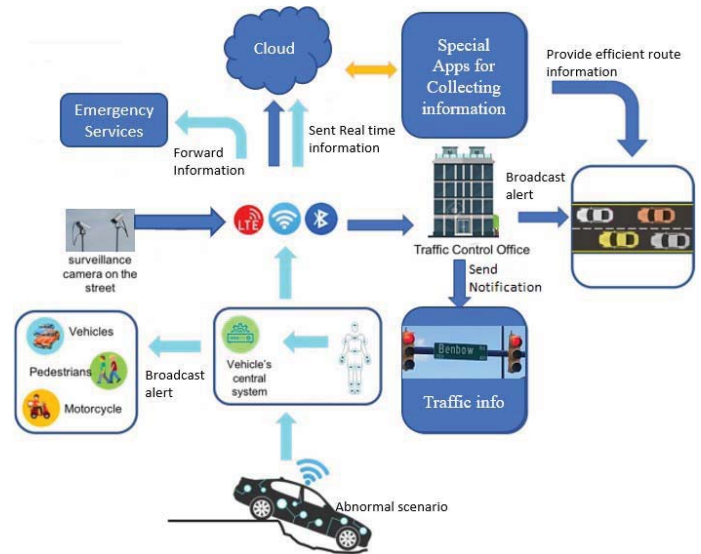 Cloud
Special
Apps for
Collecting
information
Provide efficient route
information
Emergency
Services
Forward
Information
Sent Real time
information
Broadcast
alert
LTE
surveillance
camera on the
street
Traffic Control Office
Send
Notification
Vehicles
Pedestrians
Motorcycle
Broadcast
alert
Vehicle's
central
system
Benbow
Traffic info
Abnormal scenario